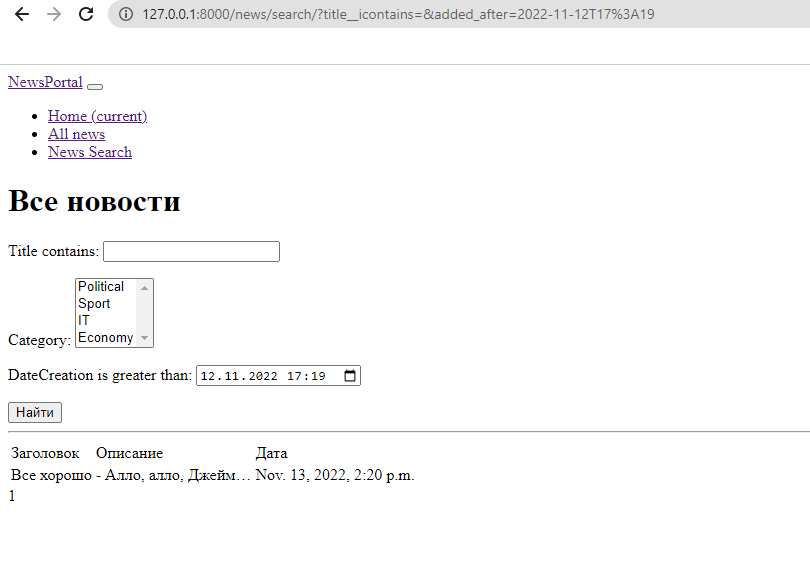 127.0.0.1:8000/news/search/?title__icontains=&added_after=2022-11-12T17%3A19
NewsPortal
Home (current)
All news
News Search
Все новости
Title contains:
Political
Sport
IT
Economy
Category:
DateCreation is greater than: 12.11.2022 17:19
Найти
Заголовок Описание Дата
Все хорошо - Алло, алло, Джейм… Nov. 13, 2022, 2:20 p.m.
1